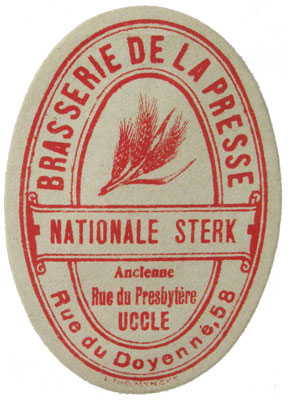 BRASSERIE DE LA PRESSE
NATIONALE STERK
Ancienne
Rue du Presbytère
UCCLE
Rue du Doyenné, 58